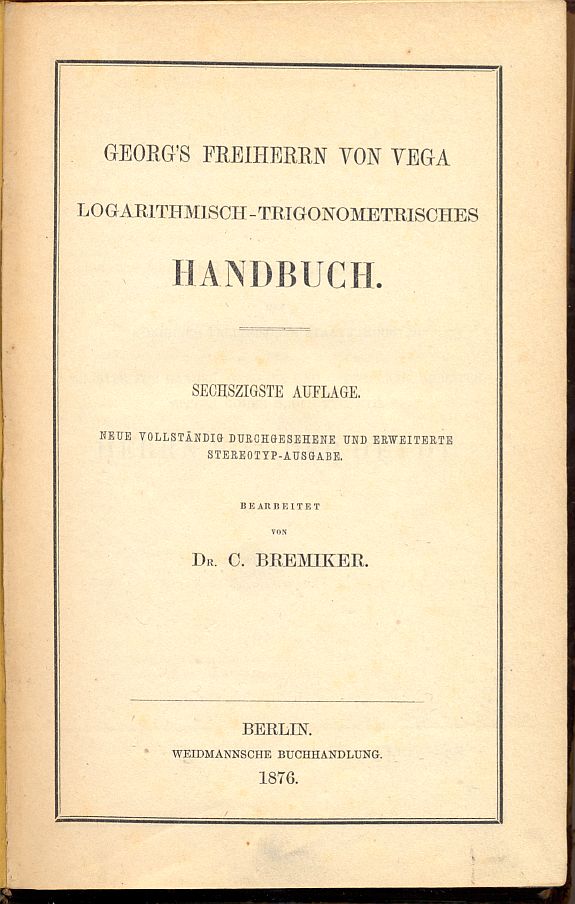 GEORG'S FREIHERRN VON VEGA
LOGARITHMISCH-TRIGONOMETRISCHES
HANDBUCH.
SECHSZIGSTE AUFLAGE.
NEUE VOLLSTÄNDIG DURCHGESEHENE UND ERWEITERTE
STEREOTYP-AUSGABE.
BEARBEITET
VON
DR. C. BREMIKER.
BERLIN.
WEIDMANNSCHE BUCHHANDLUNG.
1876.